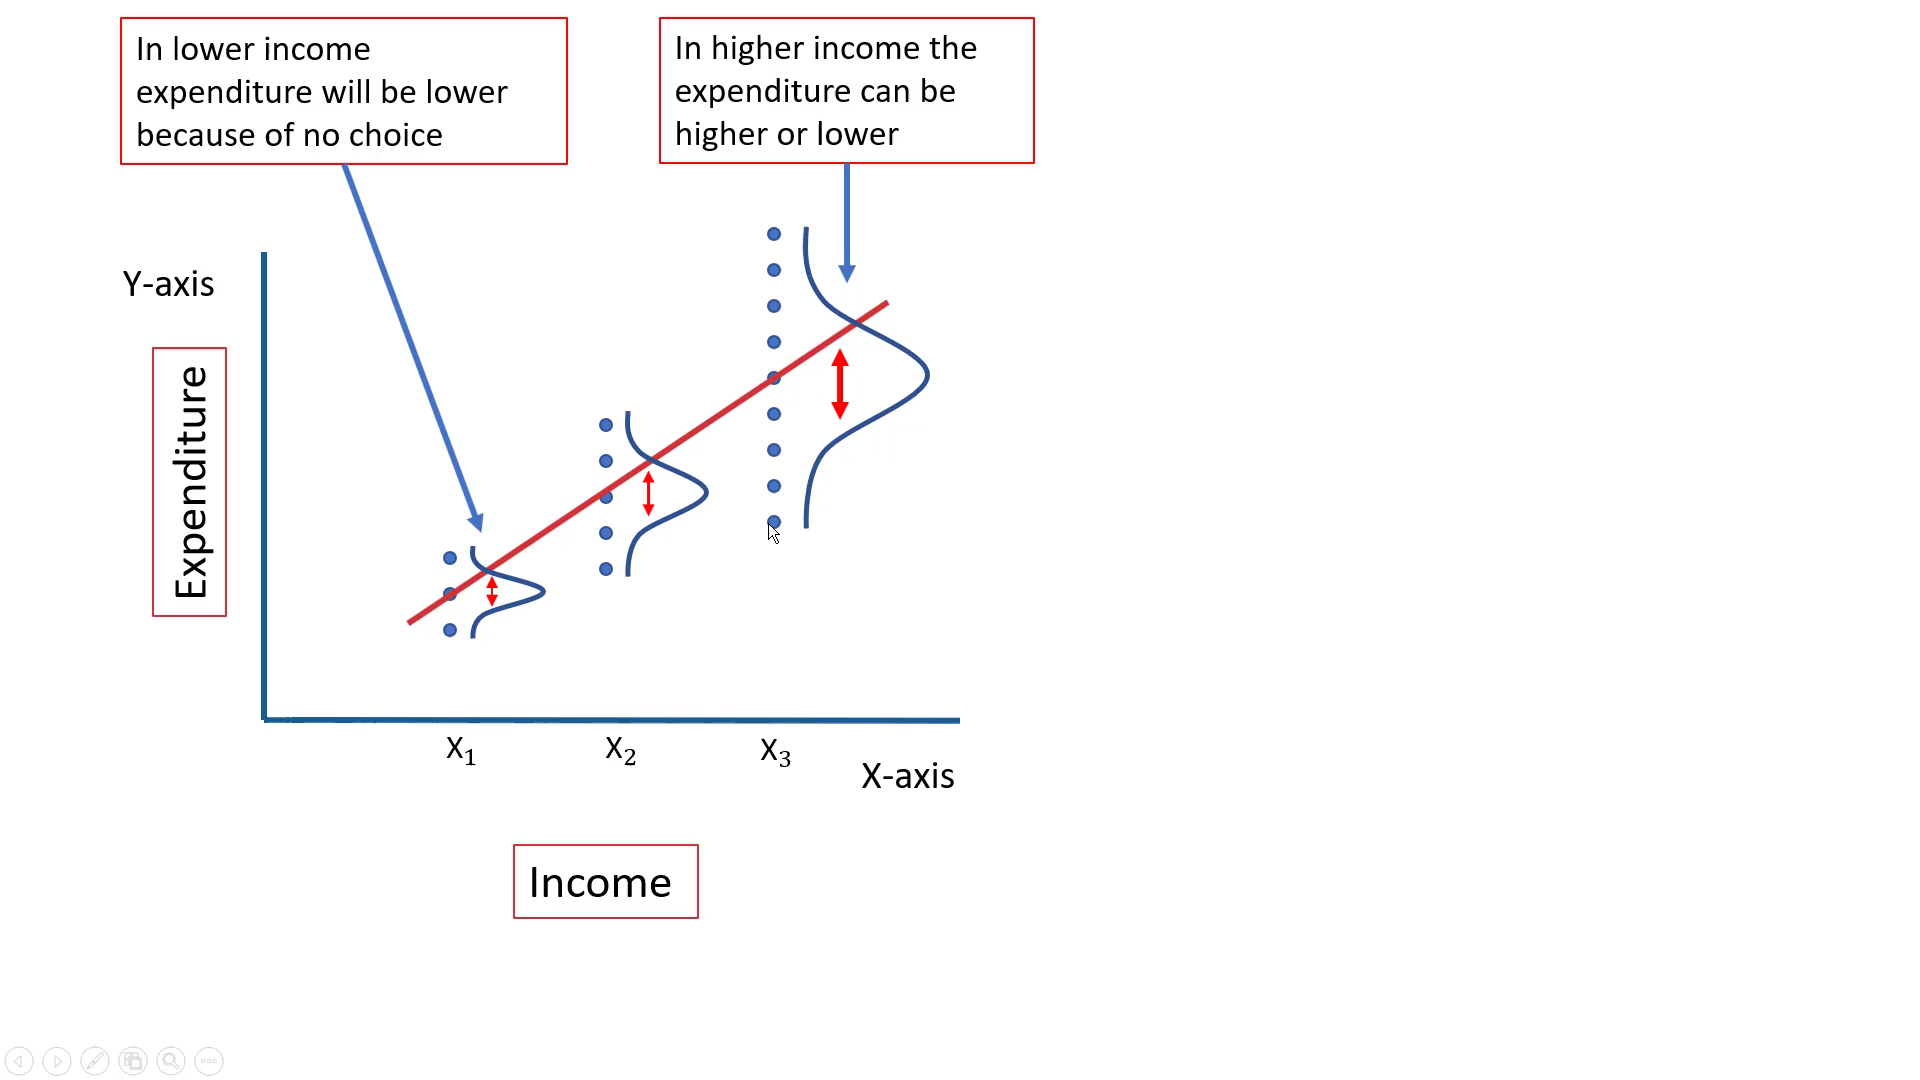 In lower income
expenditure will be lower
because of no choice
In higher income the
expenditure can be
higher or lower
Y-axis
Expenditure
X₁
X₂
X₃
X-axis
Income